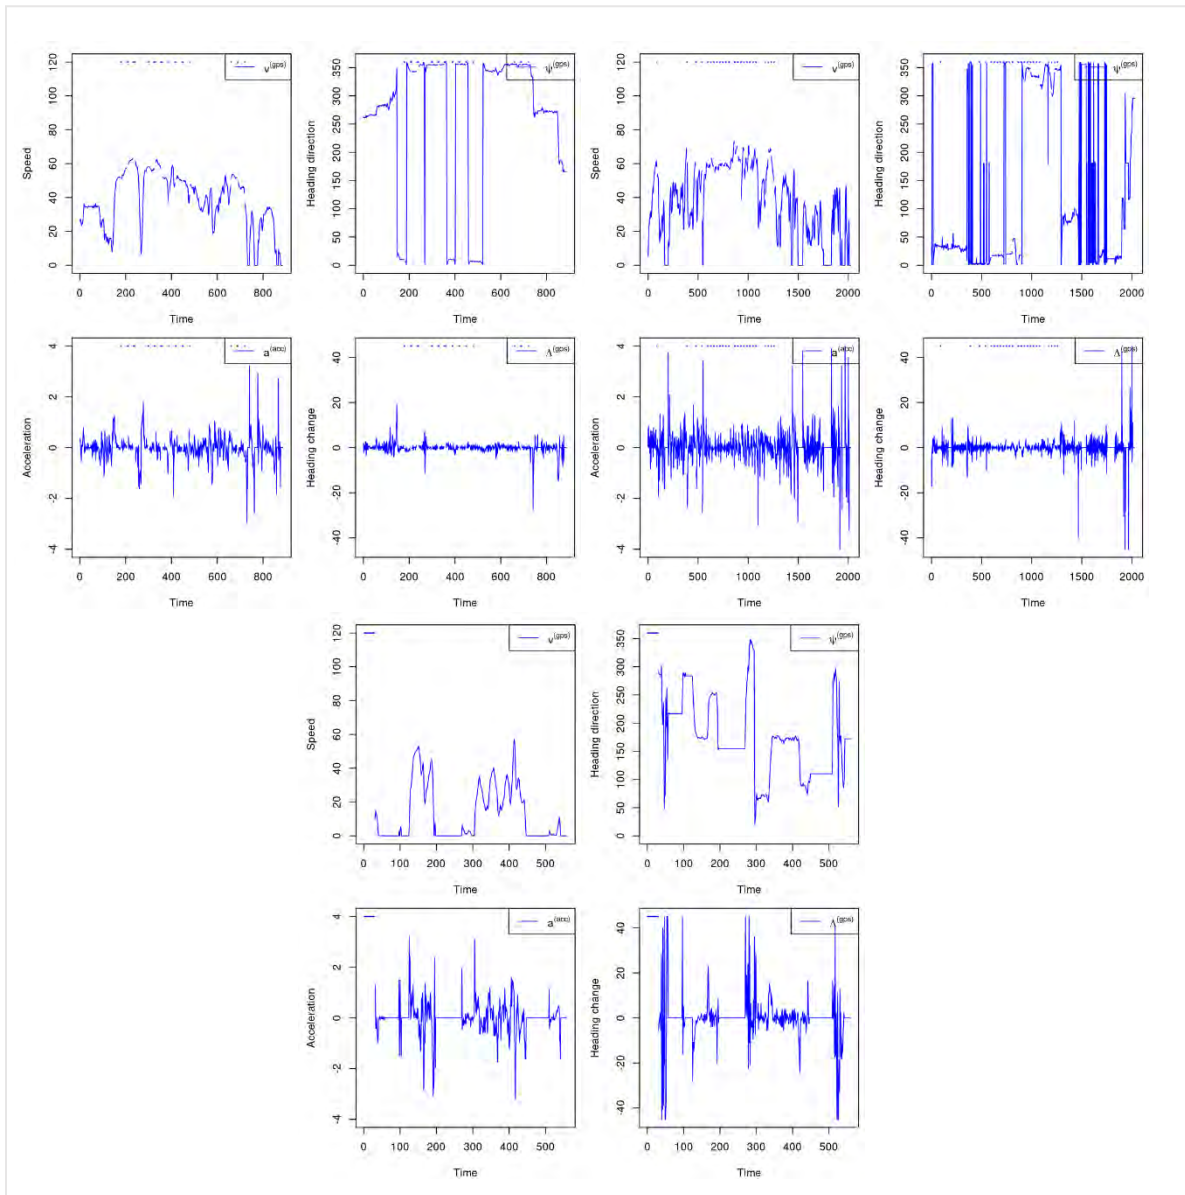 v(gps)
Speed
120
100
80
60
40
20
0
0 200 400 600 800
Time
ψ(gps)
Heading direction
350
300
250
200
150
100
50
0
0 200 400 600 800
Time
v(gps)
Speed
120
100
80
60
40
20
0
0 500 1000 1500 2000
Time
ψ(gps)
Heading direction
350
300
250
200
150
100
50
0
0 500 1000 1500 2000
Time
a(acc)
Acceleration
4
2
0
-2
-4
0 200 400 600 800
Time
Δ(gps)
Heading change
40
20
0
-20
-40
0 200 400 600 800
Time
a(acc)
Acceleration
4
2
0
-2
-4
0 500 1000 1500 2000
Time
Δ(gps)
Heading change
40
20
0
-20
-40
0 500 1000 1500 2000
Time
v(gps)
Speed
120
100
80
60
40
20
0
0 100 200 300 400 500
Time
ψ(gps)
Heading direction
350
300
250
200
150
100
50
0
0 100 200 300 400 500
Time
a(acc)
Acceleration
4
2
0
-2
-4
0 100 200 300 400 500
Time
Δ(gps)
Heading change
40
20
0
-20
-40
0 100 200 300 400 500
Time